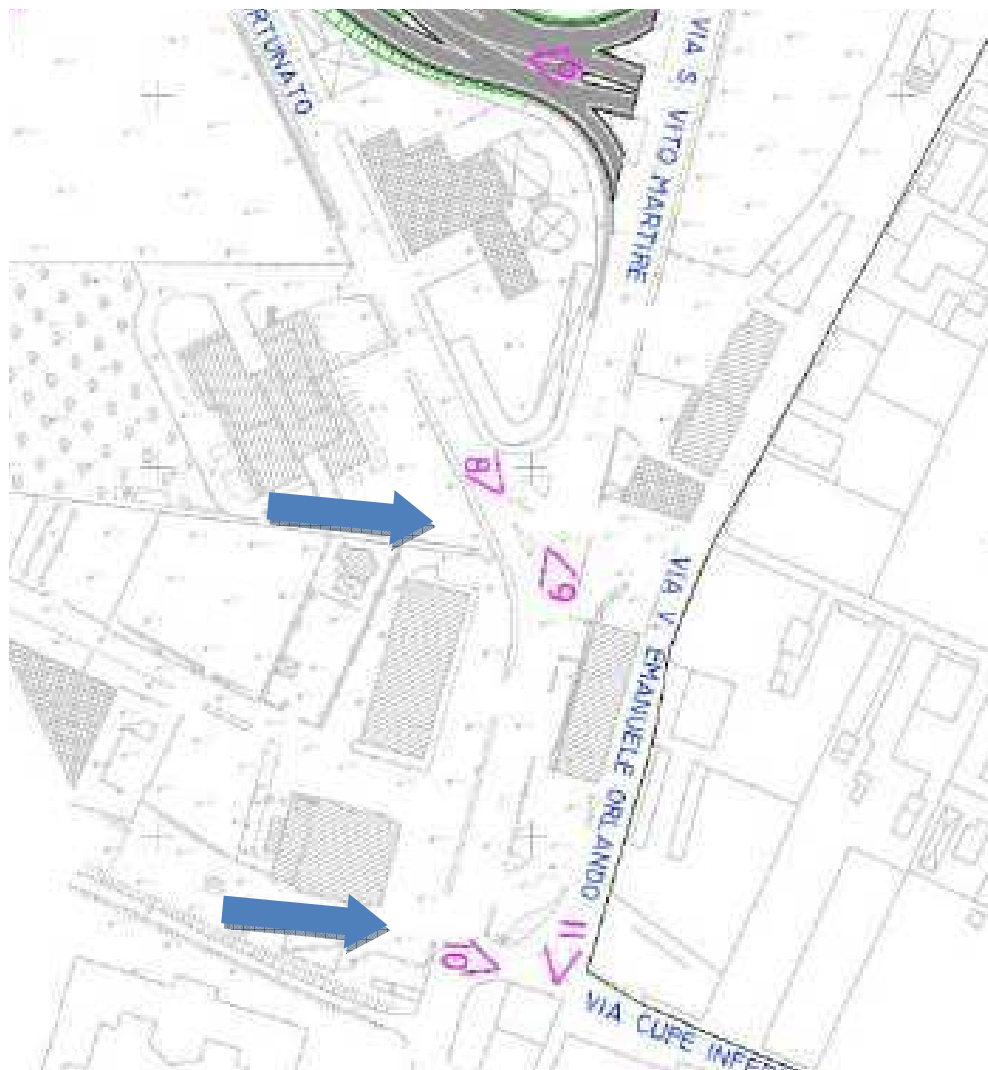 RTUNATO
VIA S. VITO MARTIRE
8
9
VIA V. EMANUELE ORLANDO
10
11
VIA CUPE INFER